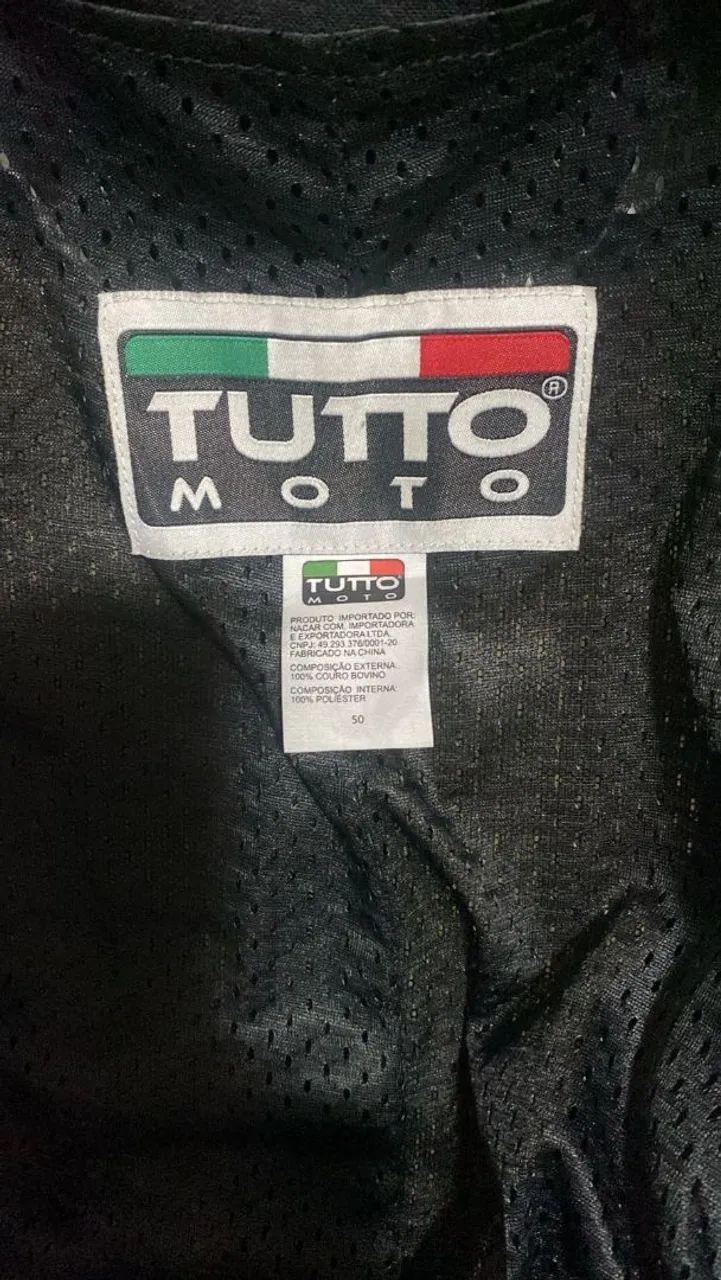 TUTTO®
MOTO
TUTTO
MOTO
PRODUTO IMPORTADO POR:
NACAR COM. IMPORTADORA
E EXPORTADORA LTDA.
CNPJ: 49.293.376/0001-20
FABRICADO NA CHINA
COMPOSIÇÃO EXTERNA:
100% COURO BOVINO
COMPOSIÇÃO INTERNA:
100% POLIÉSTER
50